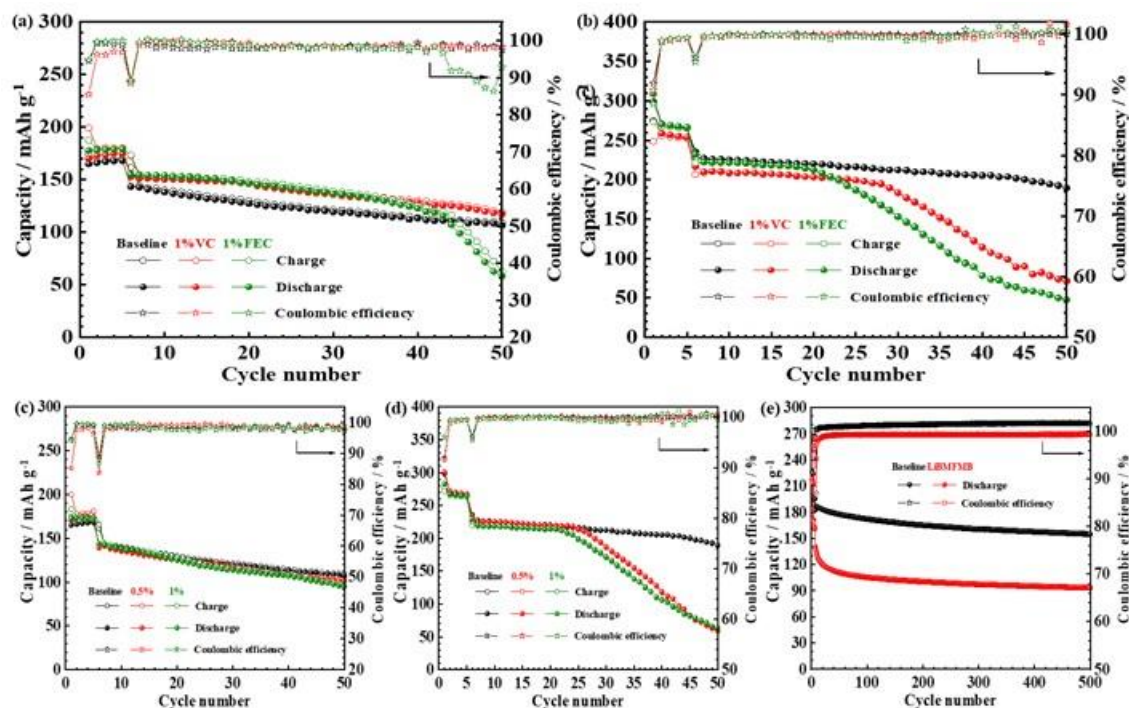 (a)
300
250
200
150
100
50
0
Capacity / mAh g⁻¹
100
90
80
70
60
50
40
30
20
Coulombic efficiency / %
Baseline 1%VC 1%FEC
Charge
Discharge
Coulombic efficiency
0 10 20 30 40 50
Cycle number
(b)
400
350
300
250
200
150
100
50
0
Capacity / mAh g⁻¹
100
90
80
70
60
50
Coulombic efficiency / %
Baseline 1%VC 1%FEC
Charge
Discharge
Coulombic efficiency
0 5 10 15 20 25 30 35 40 45 50
Cycle number
(c)
300
250
200
150
100
50
0
Capacity / mAh g⁻¹
100
90
80
70
60
50
40
30
20
Coulombic efficiency / %
Baseline 0.5% 1%
Charge
Discharge
Coulombic efficiency
0 10 20 30 40 50
Cycle number
(d)
400
350
300
250
200
150
100
50
0
Capacity / mAh g⁻¹
100
90
80
70
60
50
Coulombic efficiency / %
Baseline 0.5% 1%
Charge
Discharge
Coulombic efficiency
0 5 10 15 20 25 30 35 40 45 50
Cycle number
(e)
300
270
240
210
180
150
120
90
60
30
0
Capacity / mAh g⁻¹
100
90
80
70
60
50
Coulombic efficiency / %
Baseline LiBMFMB
Discharge
Coulombic efficiency
0 100 200 300 400 500
Cycle number